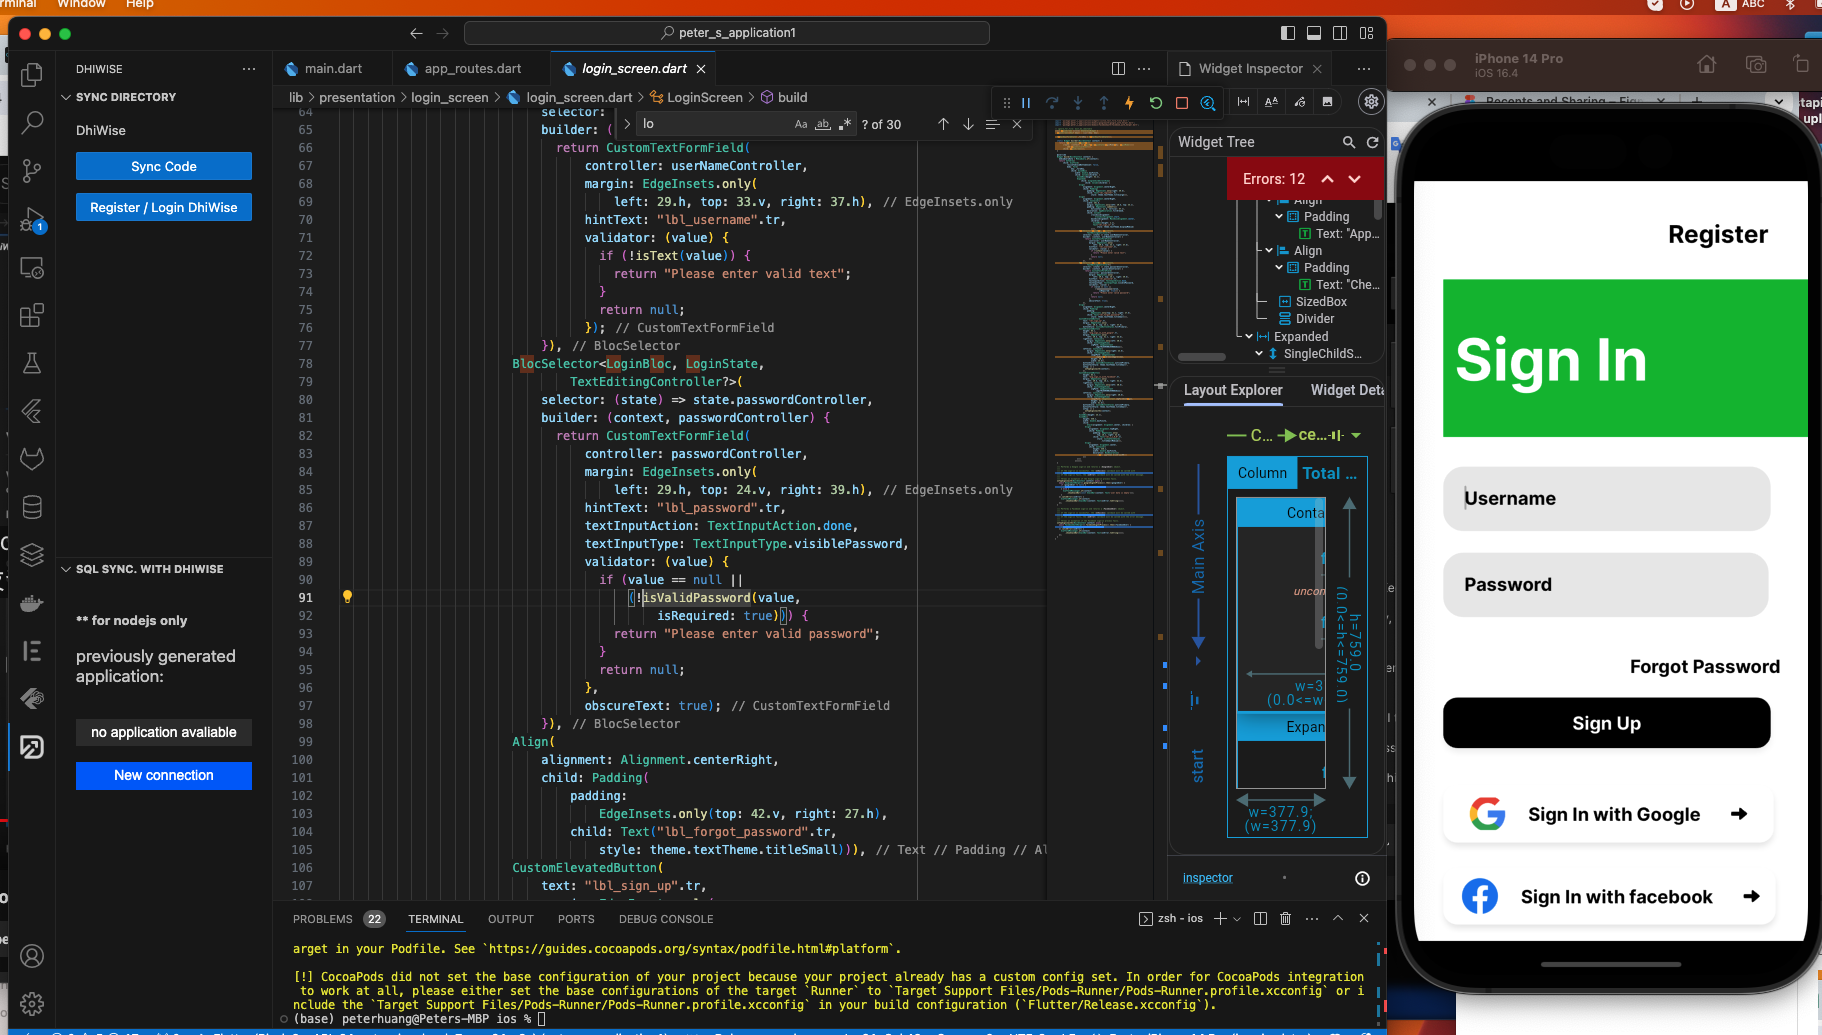 Window
Help
ABC
peter_s_application1
DHIWISE
main.dart
app_routes.dart
login_screen.dart
Widget Inspector
SYNC DIRECTORY
DhiWise
Sync Code
Register / Login DhiWise
SQL SYNC. WITH DHIWISE
** for nodejs only
previously generated
application:
no application avaliable
New connection
lib > presentation > login_screen > login_screen.dart > LoginScreen > build
lo
Aa ab .*
? of 30
64 selector:
65 builder: (
66 return CustomTextFormField(
67 controller: userNameController,
68 margin: EdgeInsets.only(
69 left: 29.h, top: 33.v, right: 37.h), // EdgeInsets.only
70 hintText: "lbl_username".tr,
71 validator: (value) {
72 if (!isText(value)) {
73 return "Please enter valid text";
74 }
75 return null;
76 }); // CustomTextFormField
77 }), // BlocSelector
78 BlocSelector<LoginBloc, LoginState,
79 TextEditingController?>(
80 selector: (state) => state.passwordController,
81 builder: (context, passwordController) {
82 return CustomTextFormField(
83 controller: passwordController,
84 margin: EdgeInsets.only(
85 left: 29.h, top: 24.v, right: 39.h), // EdgeInsets.only
86 hintText: "lbl_password".tr,
87 textInputAction: TextInputAction.done,
88 textInputType: TextInputType.visiblePassword,
89 validator: (value) {
90 if (value == null ||
91 (!isValidPassword(value,
92 isRequired: true))) {
93 return "Please enter valid password";
94 }
95 return null;
96 },
97 obscureText: true); // CustomTextFormField
98 }), // BlocSelector
99 Align(
100 alignment: Alignment.centerRight,
101 child: Padding(
102 padding:
103 EdgeInsets.only(top: 42.v, right: 27.h),
104 child: Text("lbl_forgot_password".tr,
105 style: theme.textTheme.titleSmall))), // Text // Padding // Al
106 CustomElevatedButton(
107 text: "lbl_sign_up".tr,
Widget Tree
Errors: 12
Align
Padding
Text: "App...
Align
Padding
Text: "Che...
SizedBox
Divider
Expanded
SingleChildS...
Layout Explorer
Widget Deta
C...
ce...
Column
Total ...
Conta
Main Axis
uncon
h=759.0
(0.0<=h<=759.0)
w=3
(0.0<=w
Expan
start
w=377.9;
(w=377.9)
inspector
PROBLEMS 22
TERMINAL
OUTPUT
PORTS
DEBUG CONSOLE
zsh - ios
arget in your Podfile. See `https://guides.cocoapods.org/syntax/podfile.html#platform`.
[!] CocoaPods did not set the base configuration of your project because your project already has a custom config set. In order for CocoaPods integration
to work at all, please either set the base configurations of the target `Runner` to `Target Support Files/Pods-Runner/Pods-Runner.profile.xcconfig` or i
nclude the `Target Support Files/Pods-Runner/Pods-Runner.profile.xcconfig` in your build configuration (`Flutter/Release.xcconfig`).
(base) peterhuang@Peters-MBP ios %
iPhone 14 Pro
iOS 16.4
Recents and Sharing – Fig
Register
Sign In
Username
Password
Forgot Password
Sign Up
Sign In with Google
Sign In with facebook